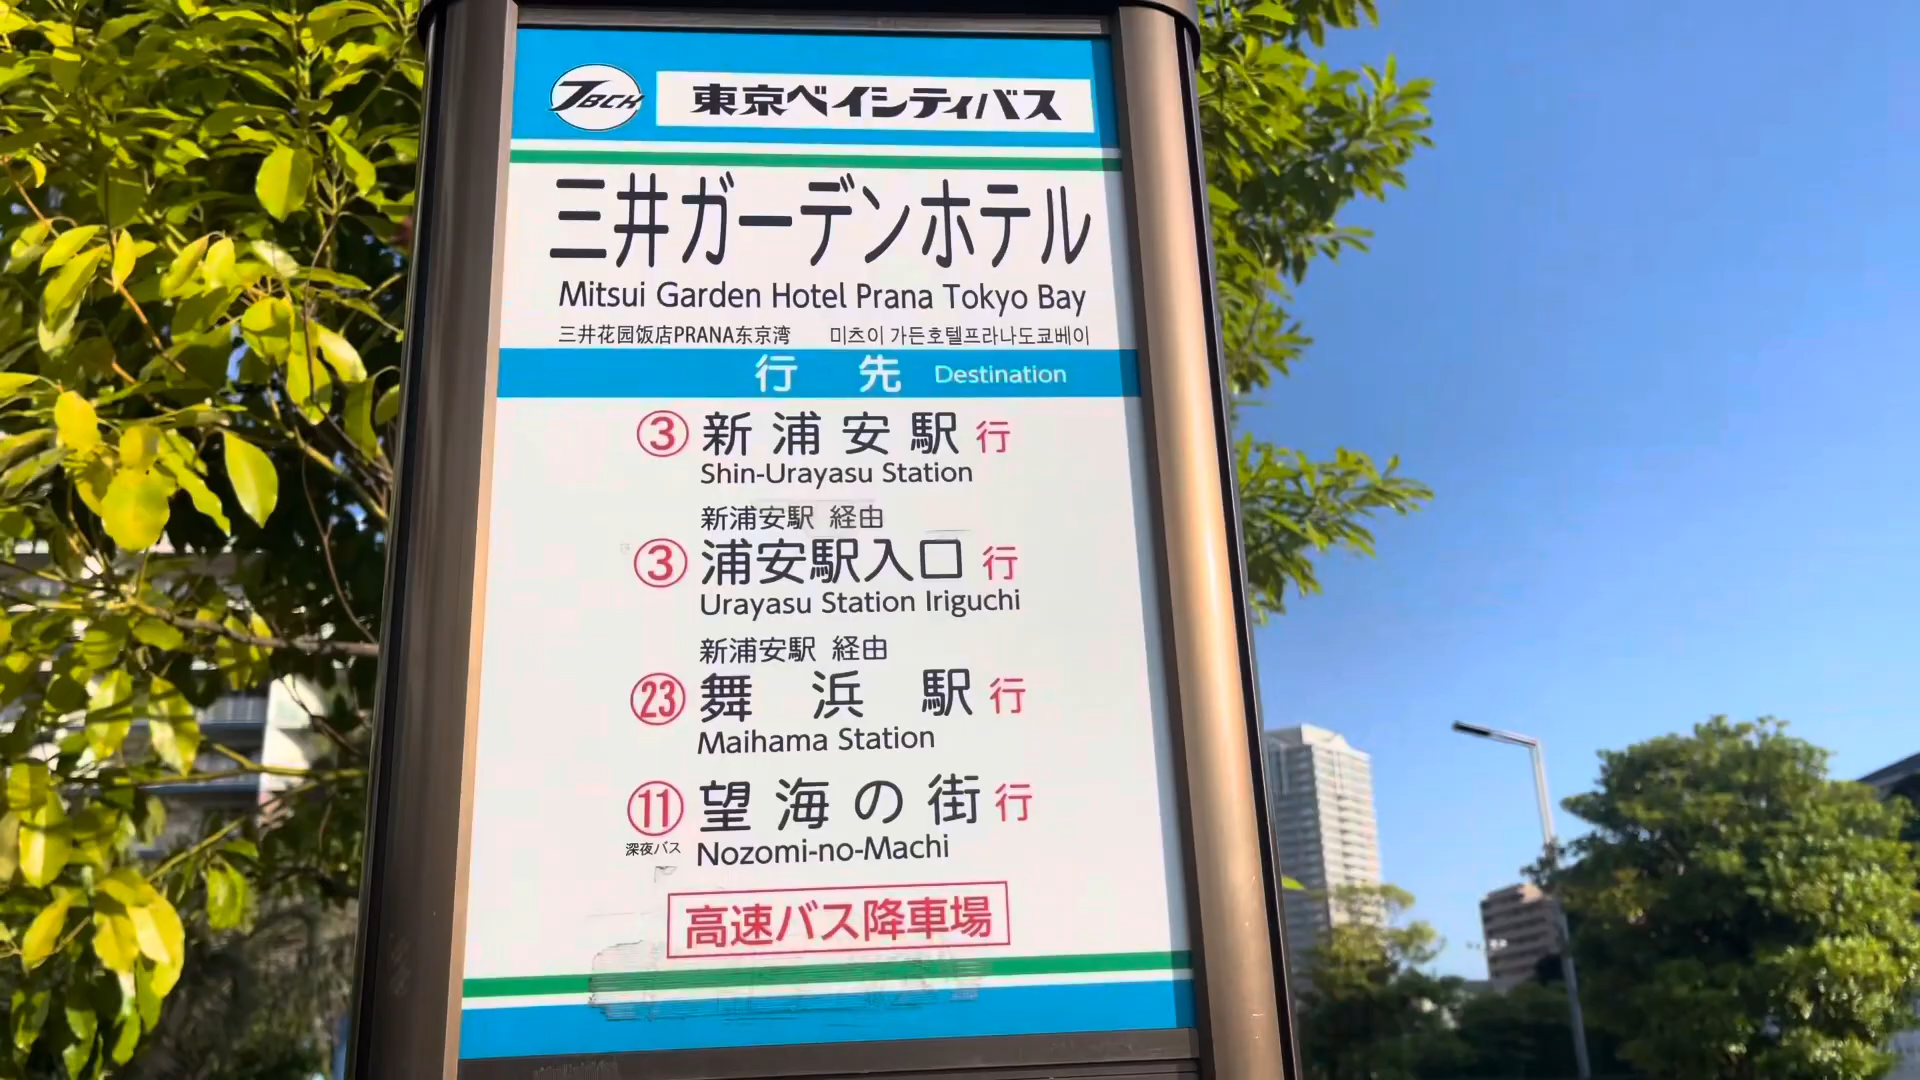 TBCK 東京ベイシティバス
三井ガーデンホテル
Mitsui Garden Hotel Prana Tokyo Bay
三井花园饭店PRANA东京湾 미츠이 가든호텔프라나도쿄베이
行先 Destination
③ 新浦安駅 行
Shin-Urayasu Station
新浦安駅 経由
③ 浦安駅入口 行
Urayasu Station Iriguchi
新浦安駅 経由
㉓ 舞浜駅 行
Maihama Station
⑪ 望海の街 行
深夜バス Nozomi-no-Machi
高速バス降車場